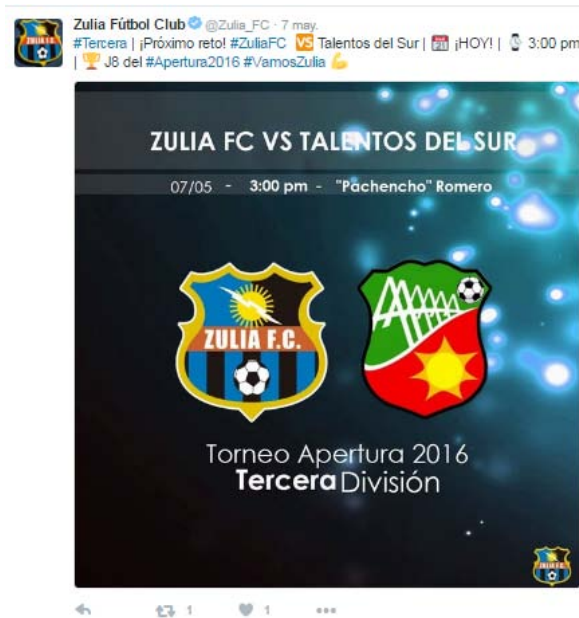 Zulia Fútbol Club @Zulia_FC · 7 may.
#Tercera | ¡Próximo reto! #ZuliaFC VS Talentos del Sur | ¡HOY! | 3:00 pm
| J8 del #Apertura2016 #VamosZulia
ZULIA FC VS TALENTOS DEL SUR
07/05 - 3:00 pm - "Pachencho" Romero
ZULIA F.C.
Torneo Apertura 2016
Tercera División
ZULIA F.C.
1 1